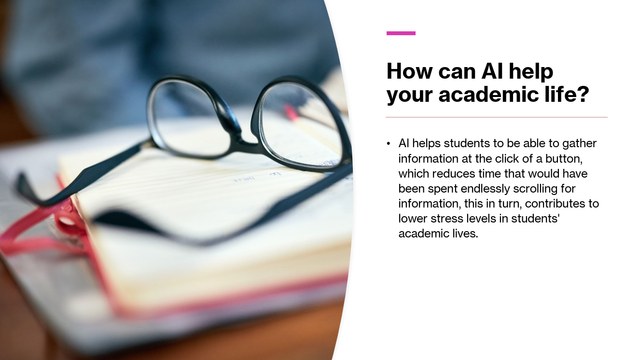 How can AI help
your academic life?
• AI helps students to be able to gather
information at the click of a button,
which reduces time that would have
been spent endlessly scrolling for
information, this in turn, contributes to
lower stress levels in students'
academic lives.